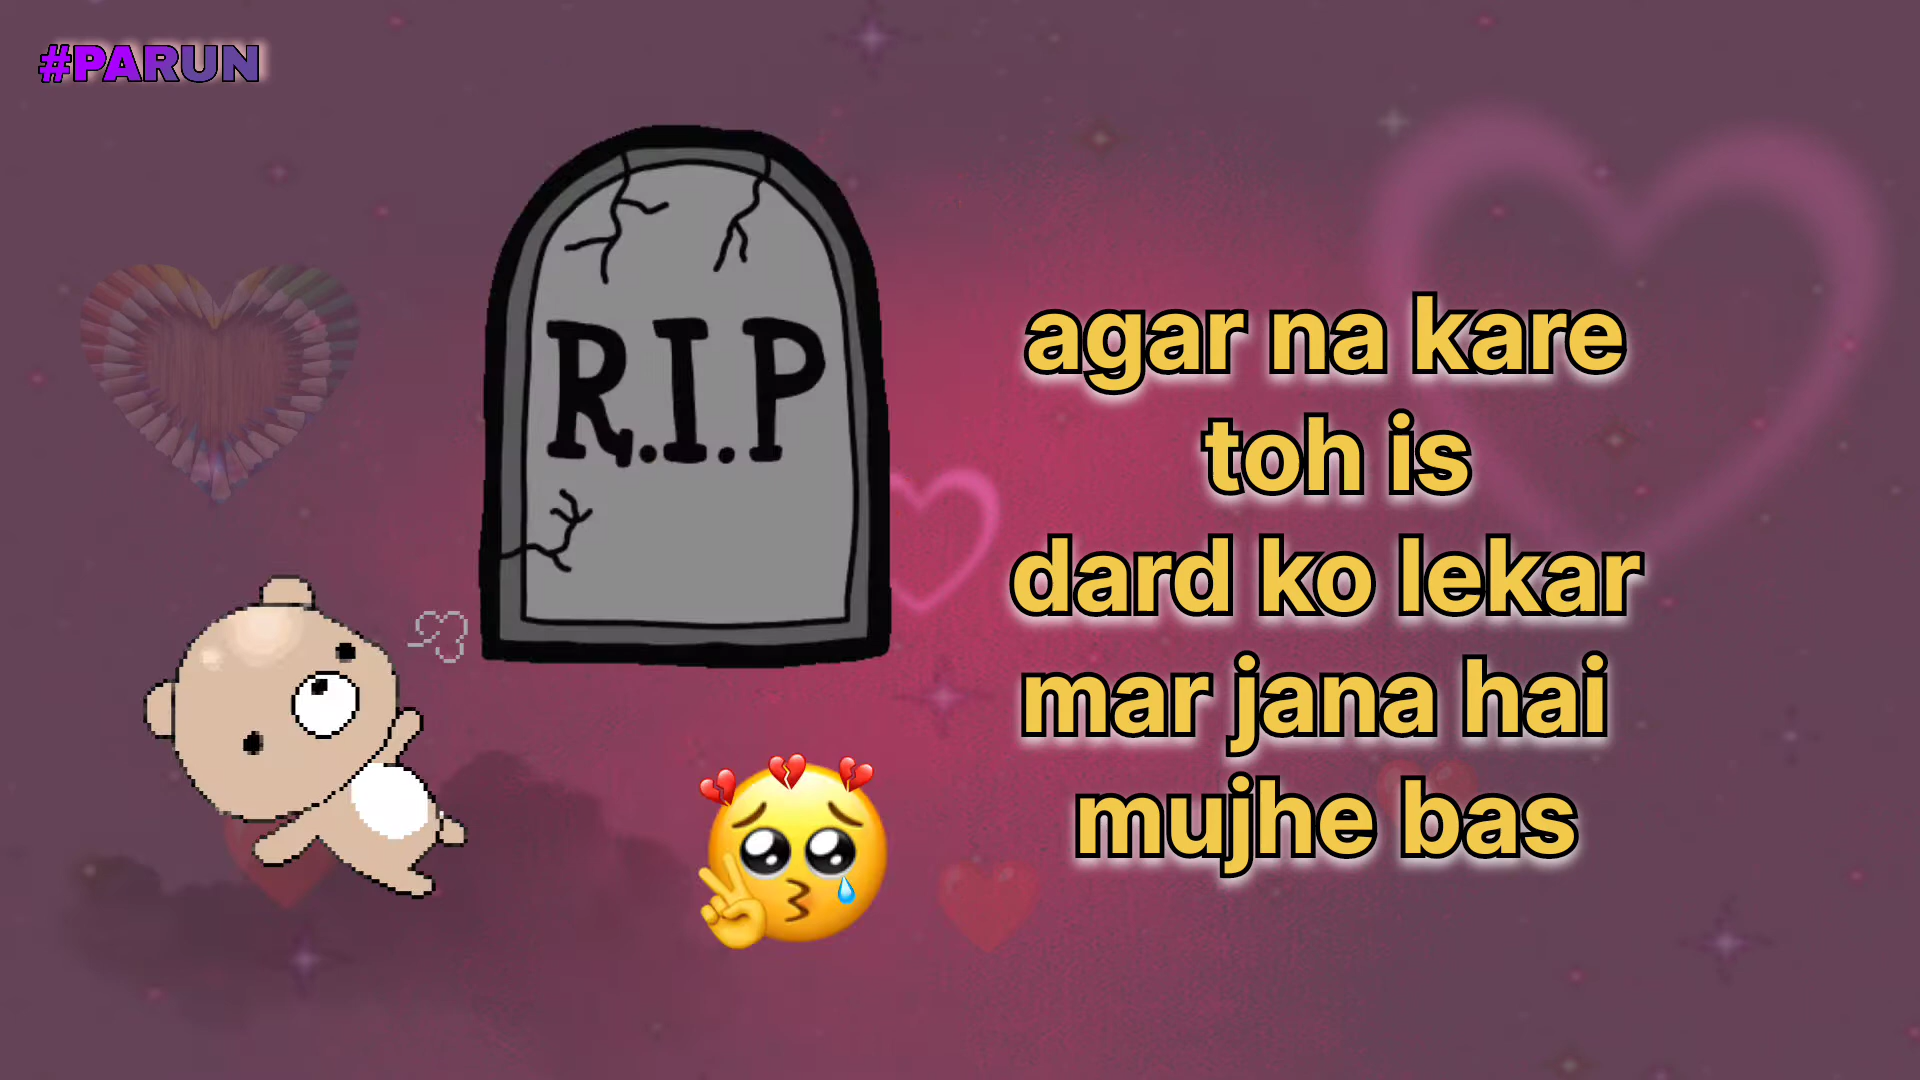 #PARUN
R.I.P
agar na kare
toh is
dard ko lekar
mar jana hai
mujhe bas